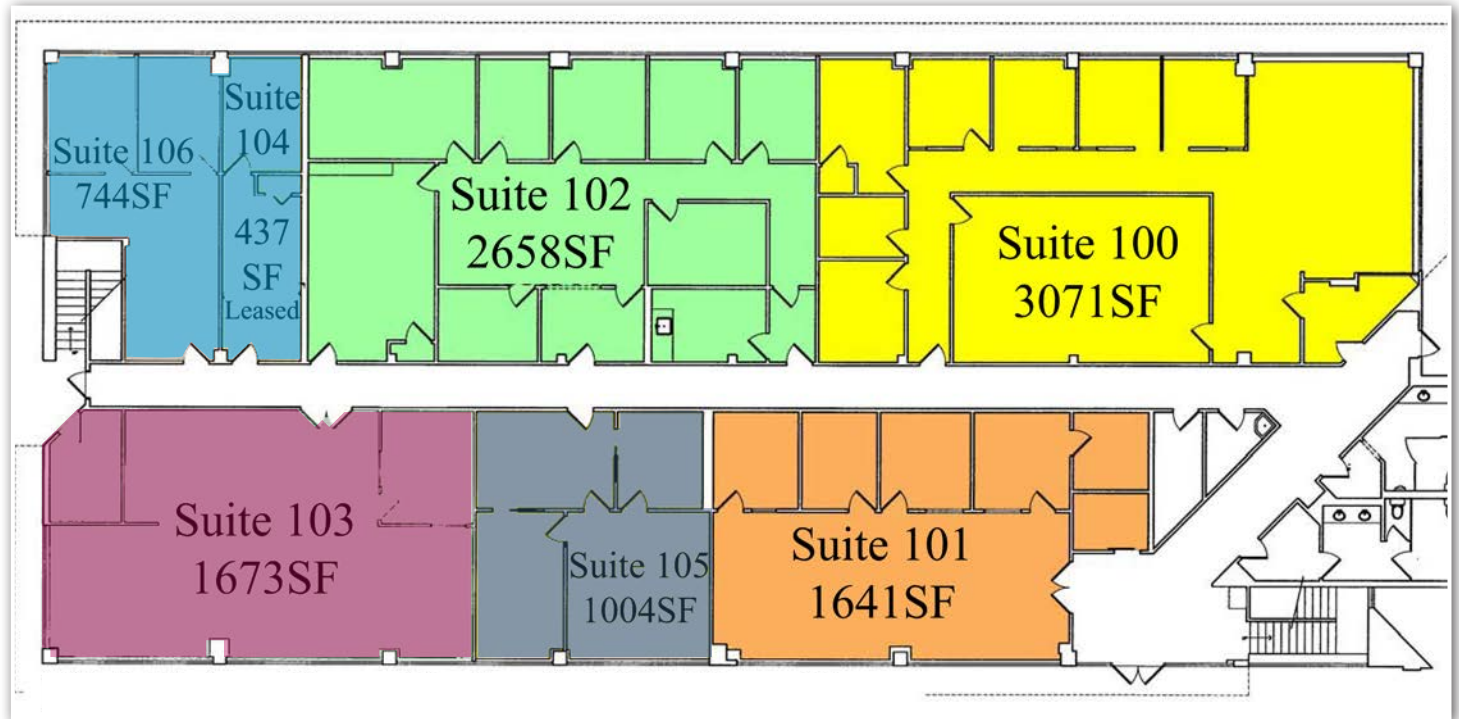 Suite
104
437
SF
Leased
Suite 106
744SF
Suite 102
2658SF
Suite 100
3071SF
Suite 103
1673SF
Suite 105
1004SF
Suite 101
1641SF